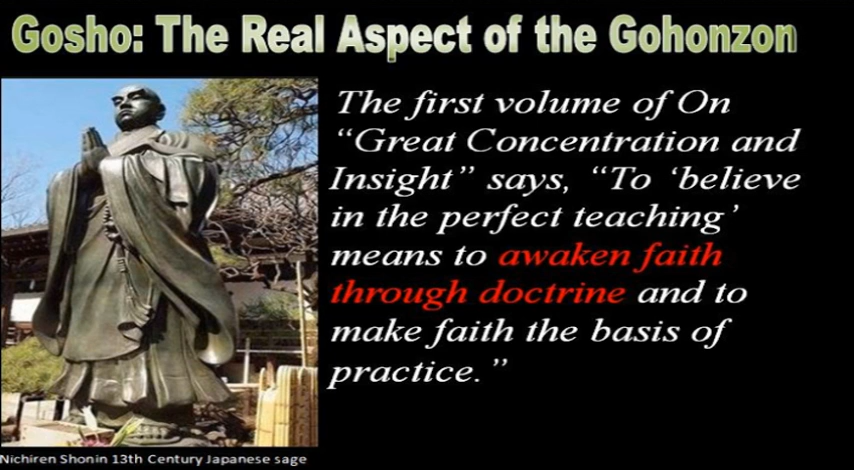 Gosho: The Real Aspect of the Gohonzon
The first volume of On
“Great Concentration and
Insight” says, “To ‘believe
in the perfect teaching’
means to awaken faith
through doctrine and to
make faith the basis of
practice.”
Nichiren Shonin 13th Century Japanese sage